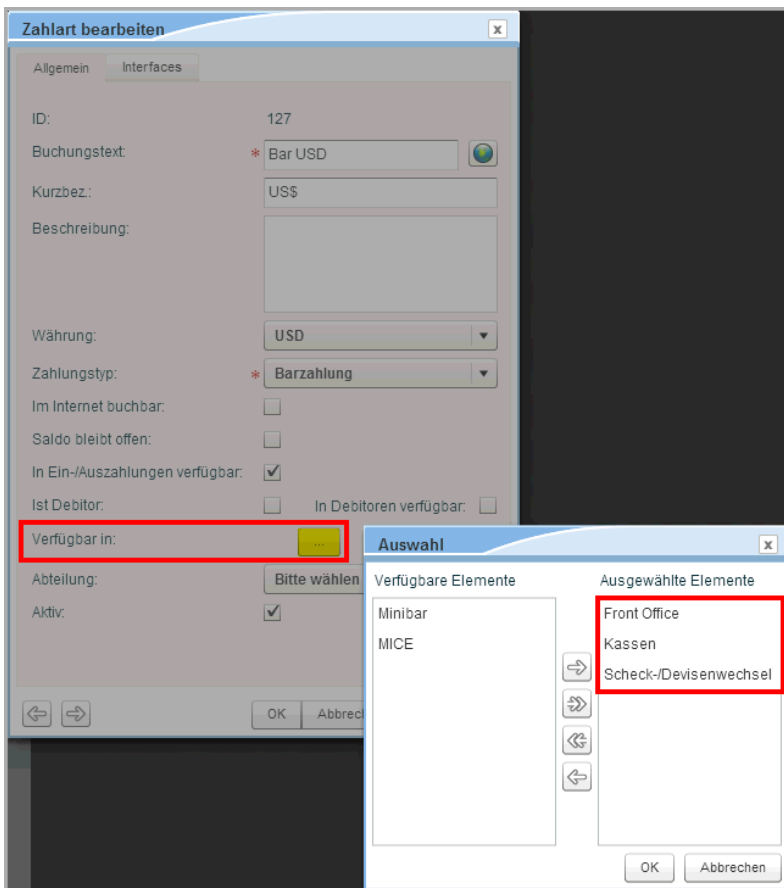 Zahlart bearbeiten
x
Allgemein Interfaces
ID: 127
Buchungstext: * Bar USD
Kurzbez.: US$
Beschreibung:
Währung: USD
Zahlungstyp: * Barzahlung
Im Internet buchbar:
Saldo bleibt offen:
In Ein-/Auszahlungen verfügbar:
Ist Debitor: In Debitoren verfügbar:
Verfügbar in: ...
Abteilung: Bitte wählen
Aktiv:
OK Abbrec
Auswahl
x
Verfügbare Elemente
Minibar
MICE
Ausgewählte Elemente
Front Office
Kassen
Scheck-/Devisenwechsel
OK Abbrechen